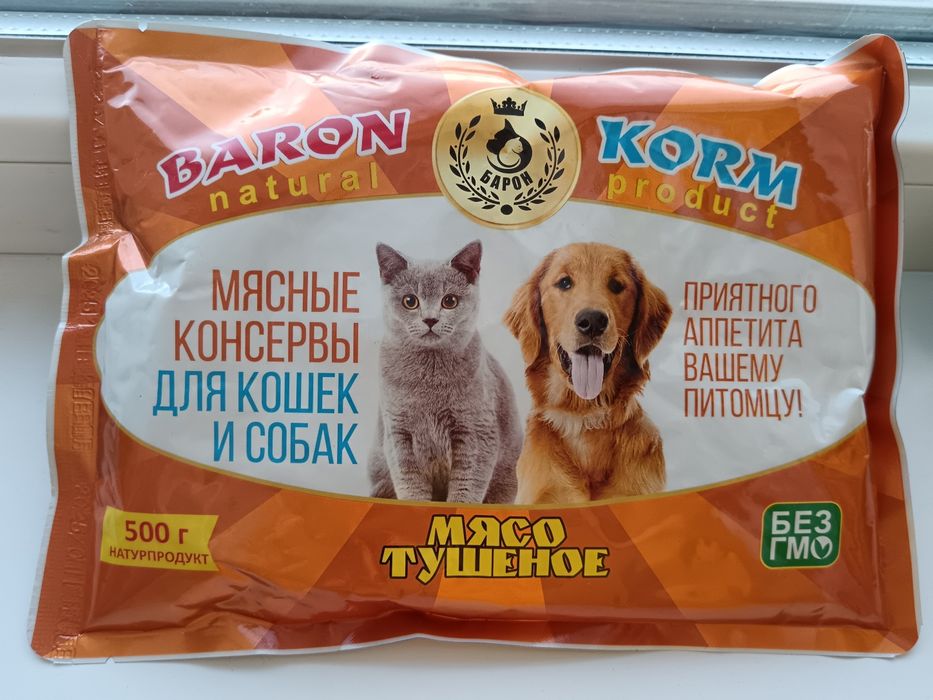 BARON
natural
БАРОН
KORM
product
МЯСНЫЕ
КОНСЕРВЫ
ДЛЯ КОШЕК
И СОБАК
ПРИЯТНОГО
АППЕТИТА
ВАШЕМУ
ПИТОМЦУ!
500 г
НАТУРПРОДУКТ
МЯСО
ТУШЕНОЕ
БЕЗ
ГМО